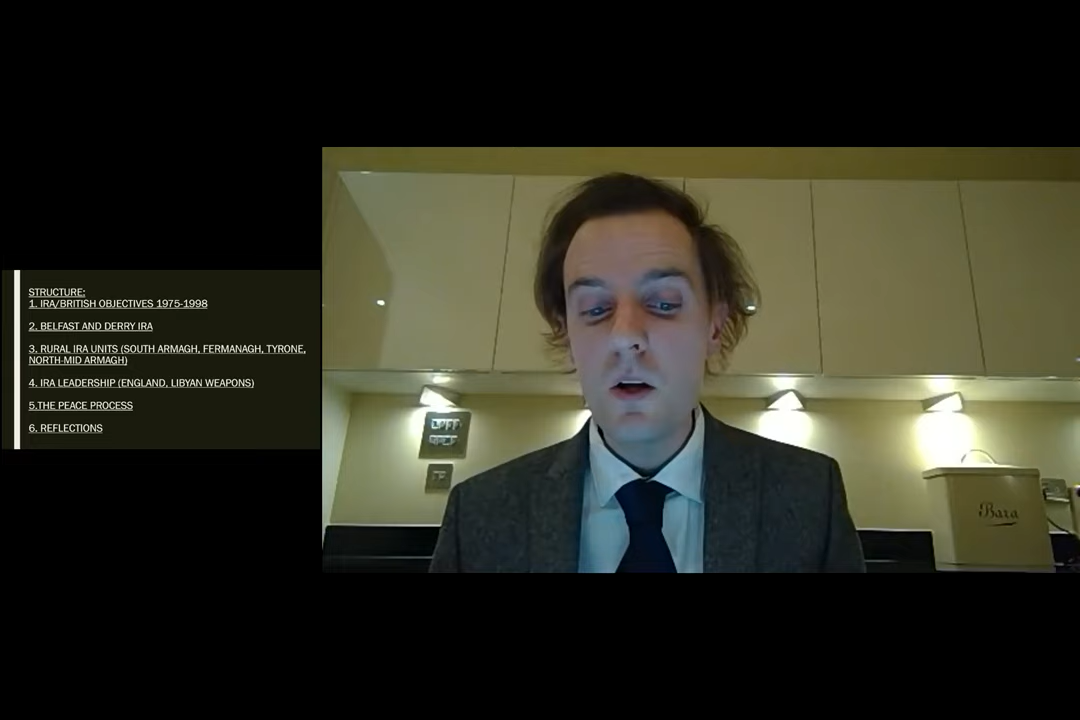 STRUCTURE:
1. IRA/BRITISH OBJECTIVES 1975-1998
2. BELFAST AND DERRY IRA
3. RURAL IRA UNITS (SOUTH ARMAGH, FERMANAGH, TYRONE,
NORTH-MID ARMAGH)
4. IRA LEADERSHIP (ENGLAND, LIBYAN WEAPONS)
5.THE PEACE PROCESS
6. REFLECTIONS
Bara